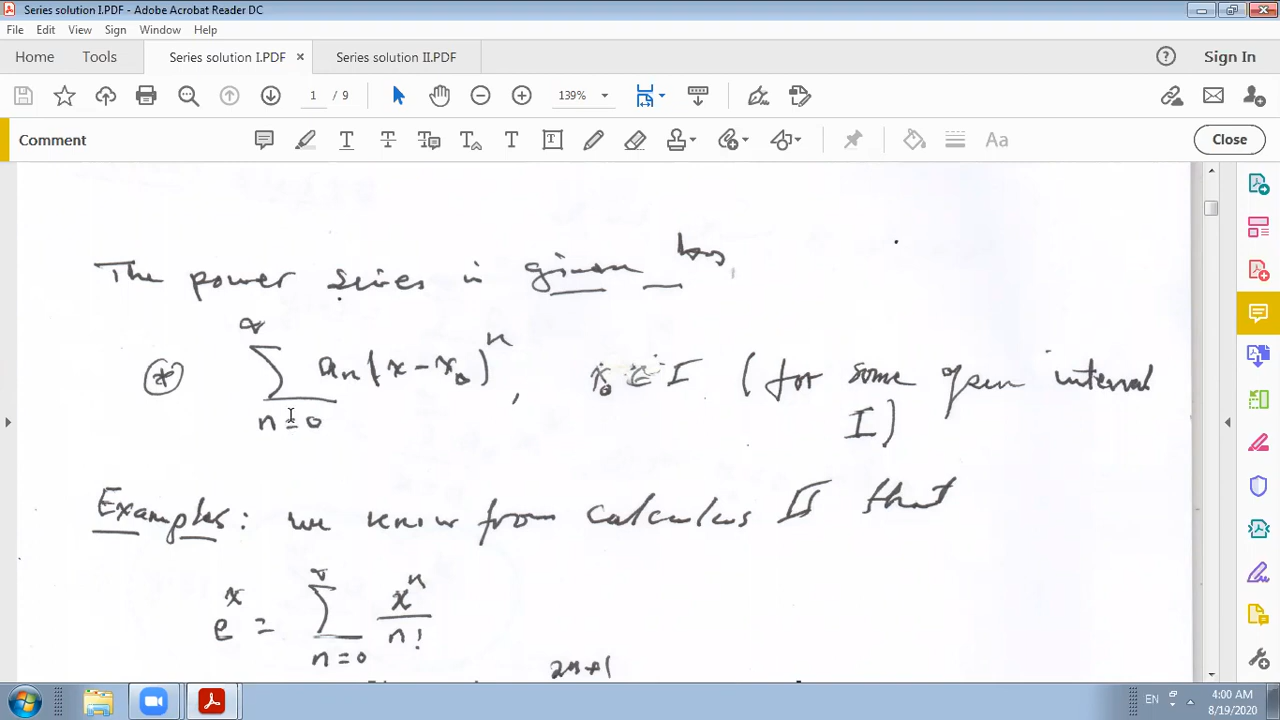 Series solution I.PDF - Adobe Acrobat Reader DC
File Edit View Sign Window Help
Home Tools Series solution I.PDF × Series solution II.PDF Sign In
1 / 9 139%
Comment Close
The power series is given by
(*) ∑ n=0 ∞ an(x-x0)^n, x0 ∈ I (for some open interval
I)
Examples: we know from calculus II that
e^x = ∑ n=0 ∞ x^n / n!
2n+1
EN 4:00 AM
8/19/2020